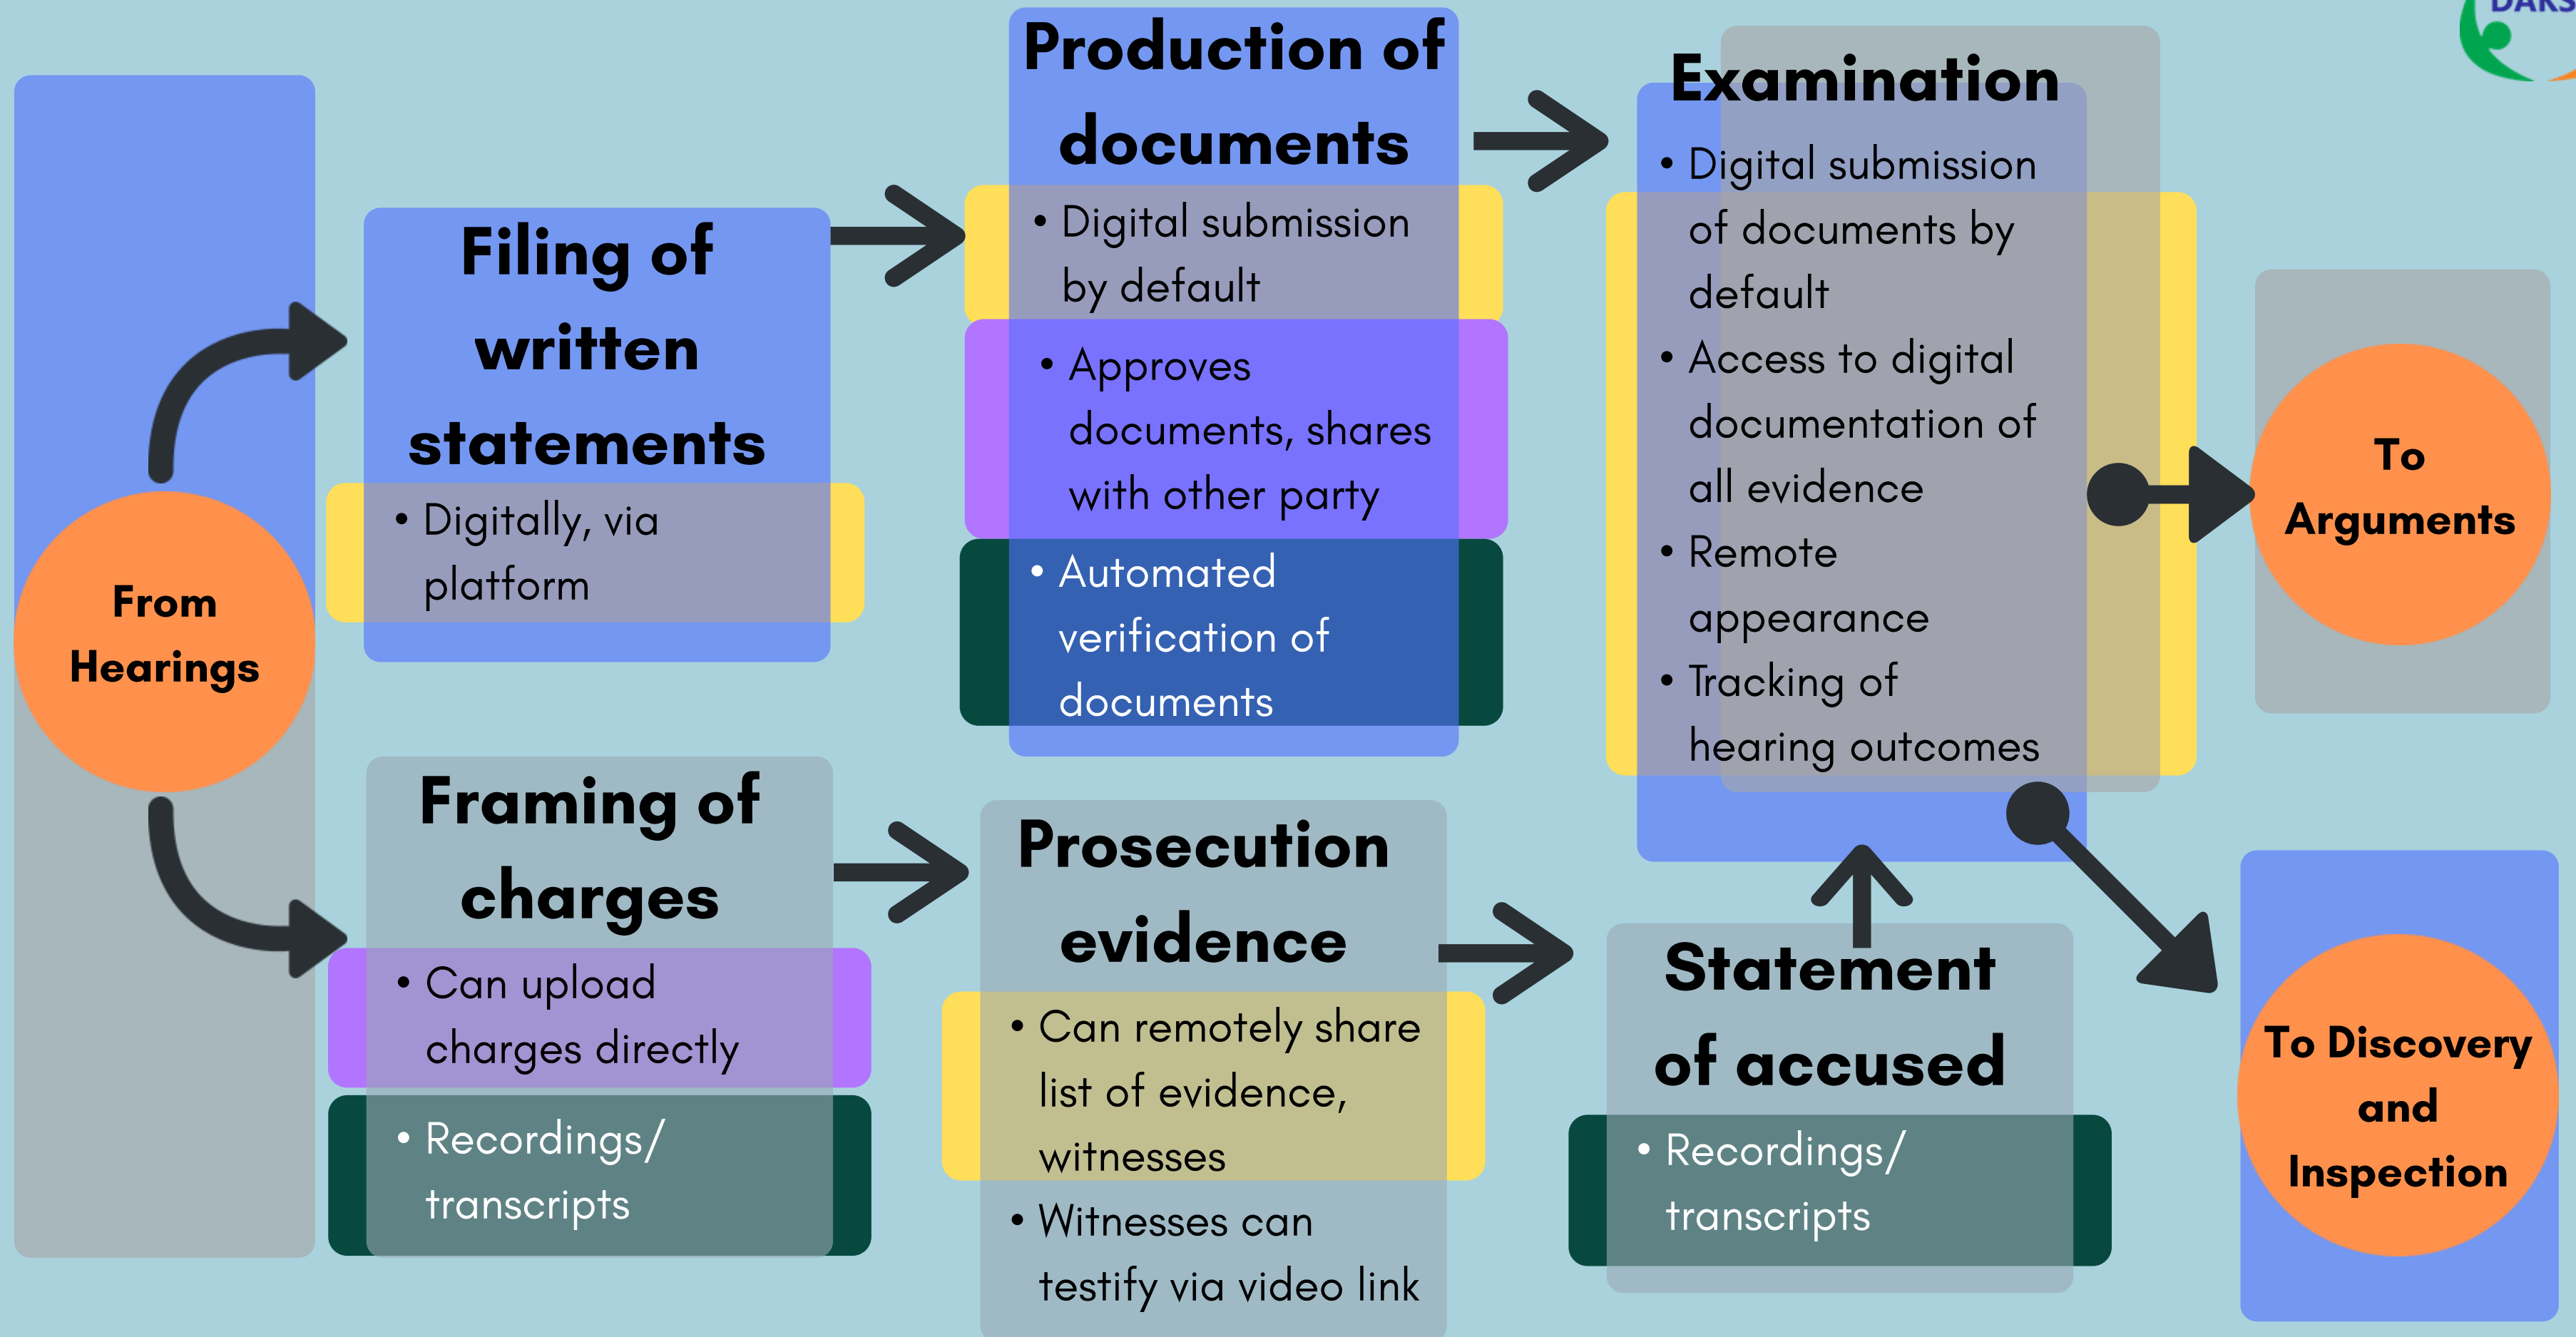 DAKS
From
Hearings
Filing of
written
statements
• Digitally, via
platform
Production of
documents
• Digital submission
by default
• Approves
documents, shares
with other party
• Automated
verification of
documents
Examination
• Digital submission
of documents by
default
• Access to digital
documentation of
all evidence
• Remote
appearance
• Tracking of
hearing outcomes
To
Arguments
Framing of
charges
• Can upload
charges directly
• Recordings/
transcripts
Prosecution
evidence
• Can remotely share
list of evidence,
witnesses
• Witnesses can
testify via video link
Statement
of accused
• Recordings/
transcripts
To Discovery
and
Inspection